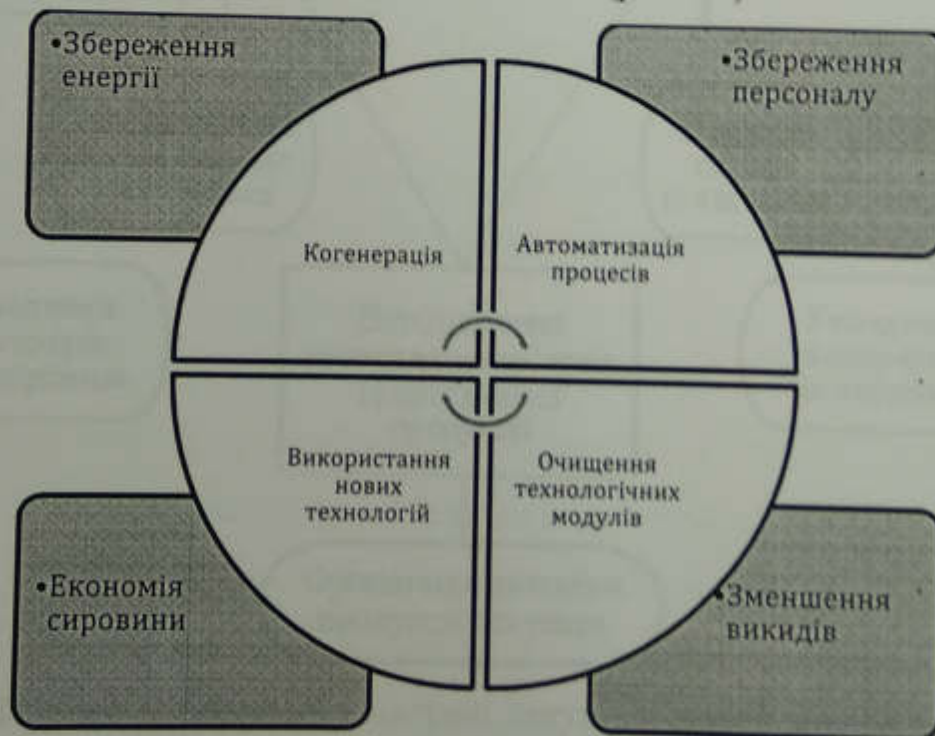 •Збереження
енергії
•Збереження
персоналу
Когенерація
Автоматизація
процесів
Використання
нових
технологій
Очищення
технологічних
модулів
•Економія
сировини
•Зменшення
викидів